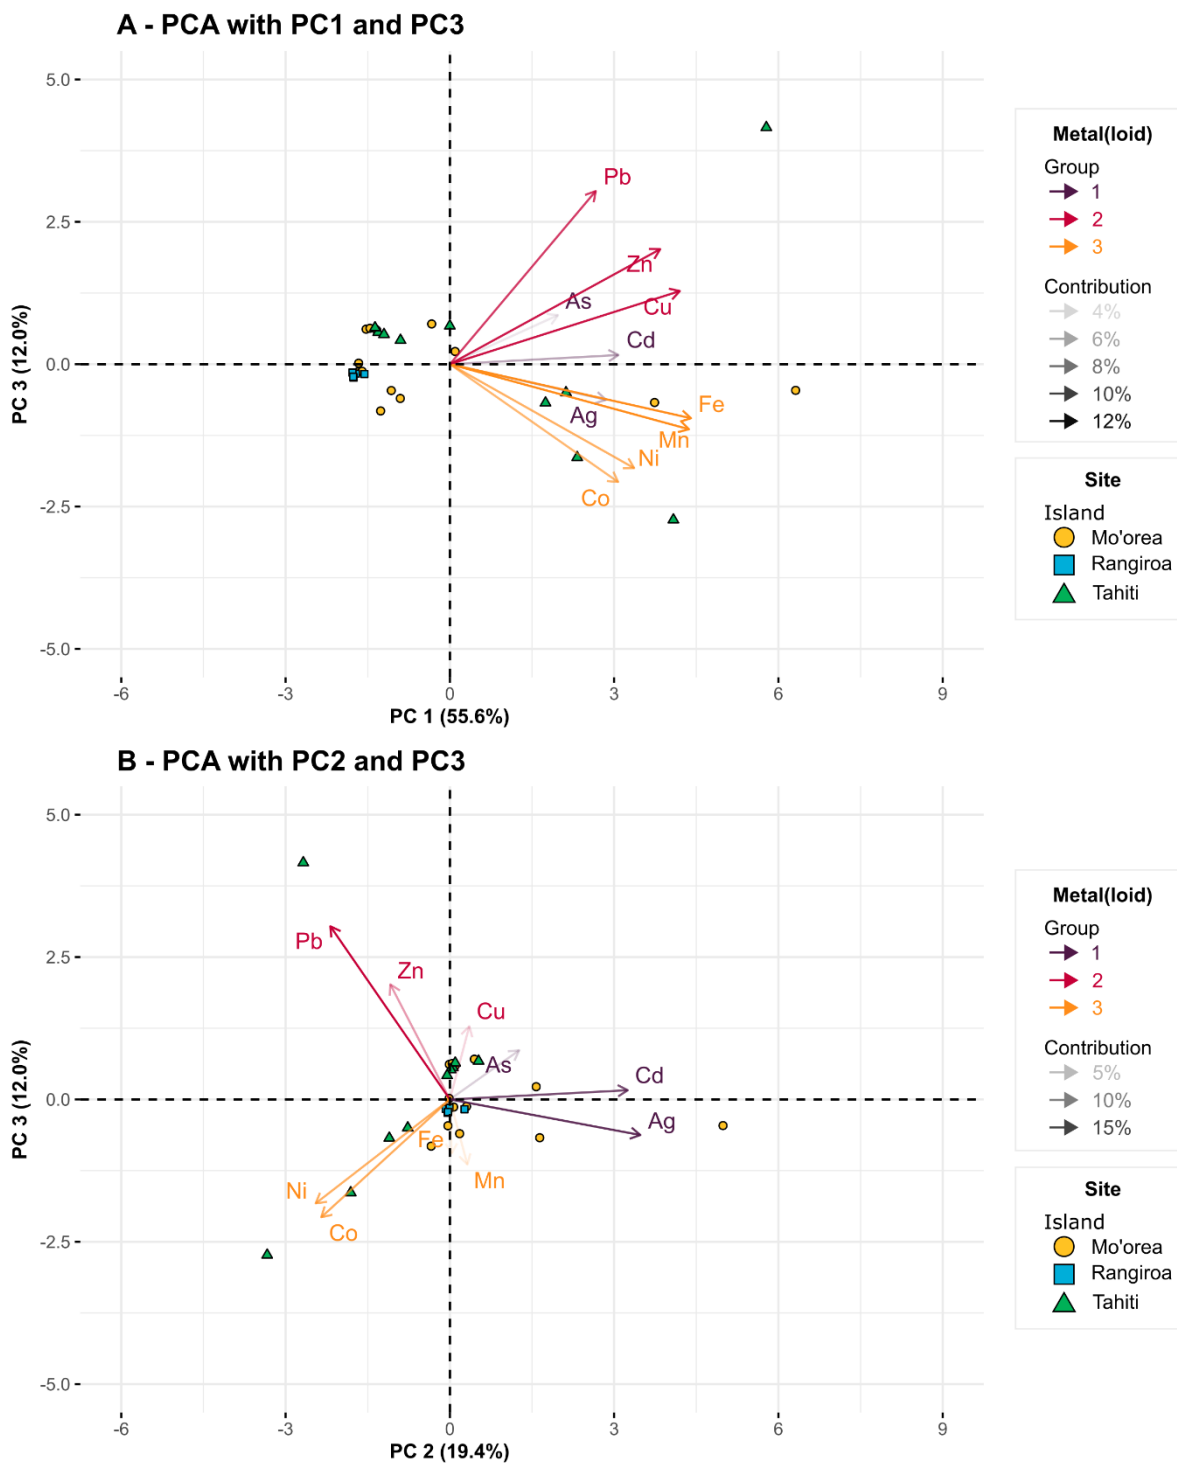 A - PCA with PC1 and PC3
5.0
2.5
0.0
-2.5
-5.0
PC 3 (12.0%)
Pb
Zn
As
Cu
Cd
Ag
Fe
Mn
Ni
Co
-6
-3
0
3
6
9
PC 1 (55.6%)
Metal(loid)
Group
1
2
3
Contribution
4%
6%
8%
10%
12%
Site
Island
Mo'orea
Rangiroa
Tahiti
B - PCA with PC2 and PC3
5.0
2.5
0.0
-2.5
-5.0
PC 3 (12.0%)
Pb
Zn
Cu
As
Cd
Ag
Fe
Mn
Ni
Co
-6
-3
0
3
6
9
PC 2 (19.4%)
Metal(loid)
Group
1
2
3
Contribution
5%
10%
15%
Site
Island
Mo'orea
Rangiroa
Tahiti